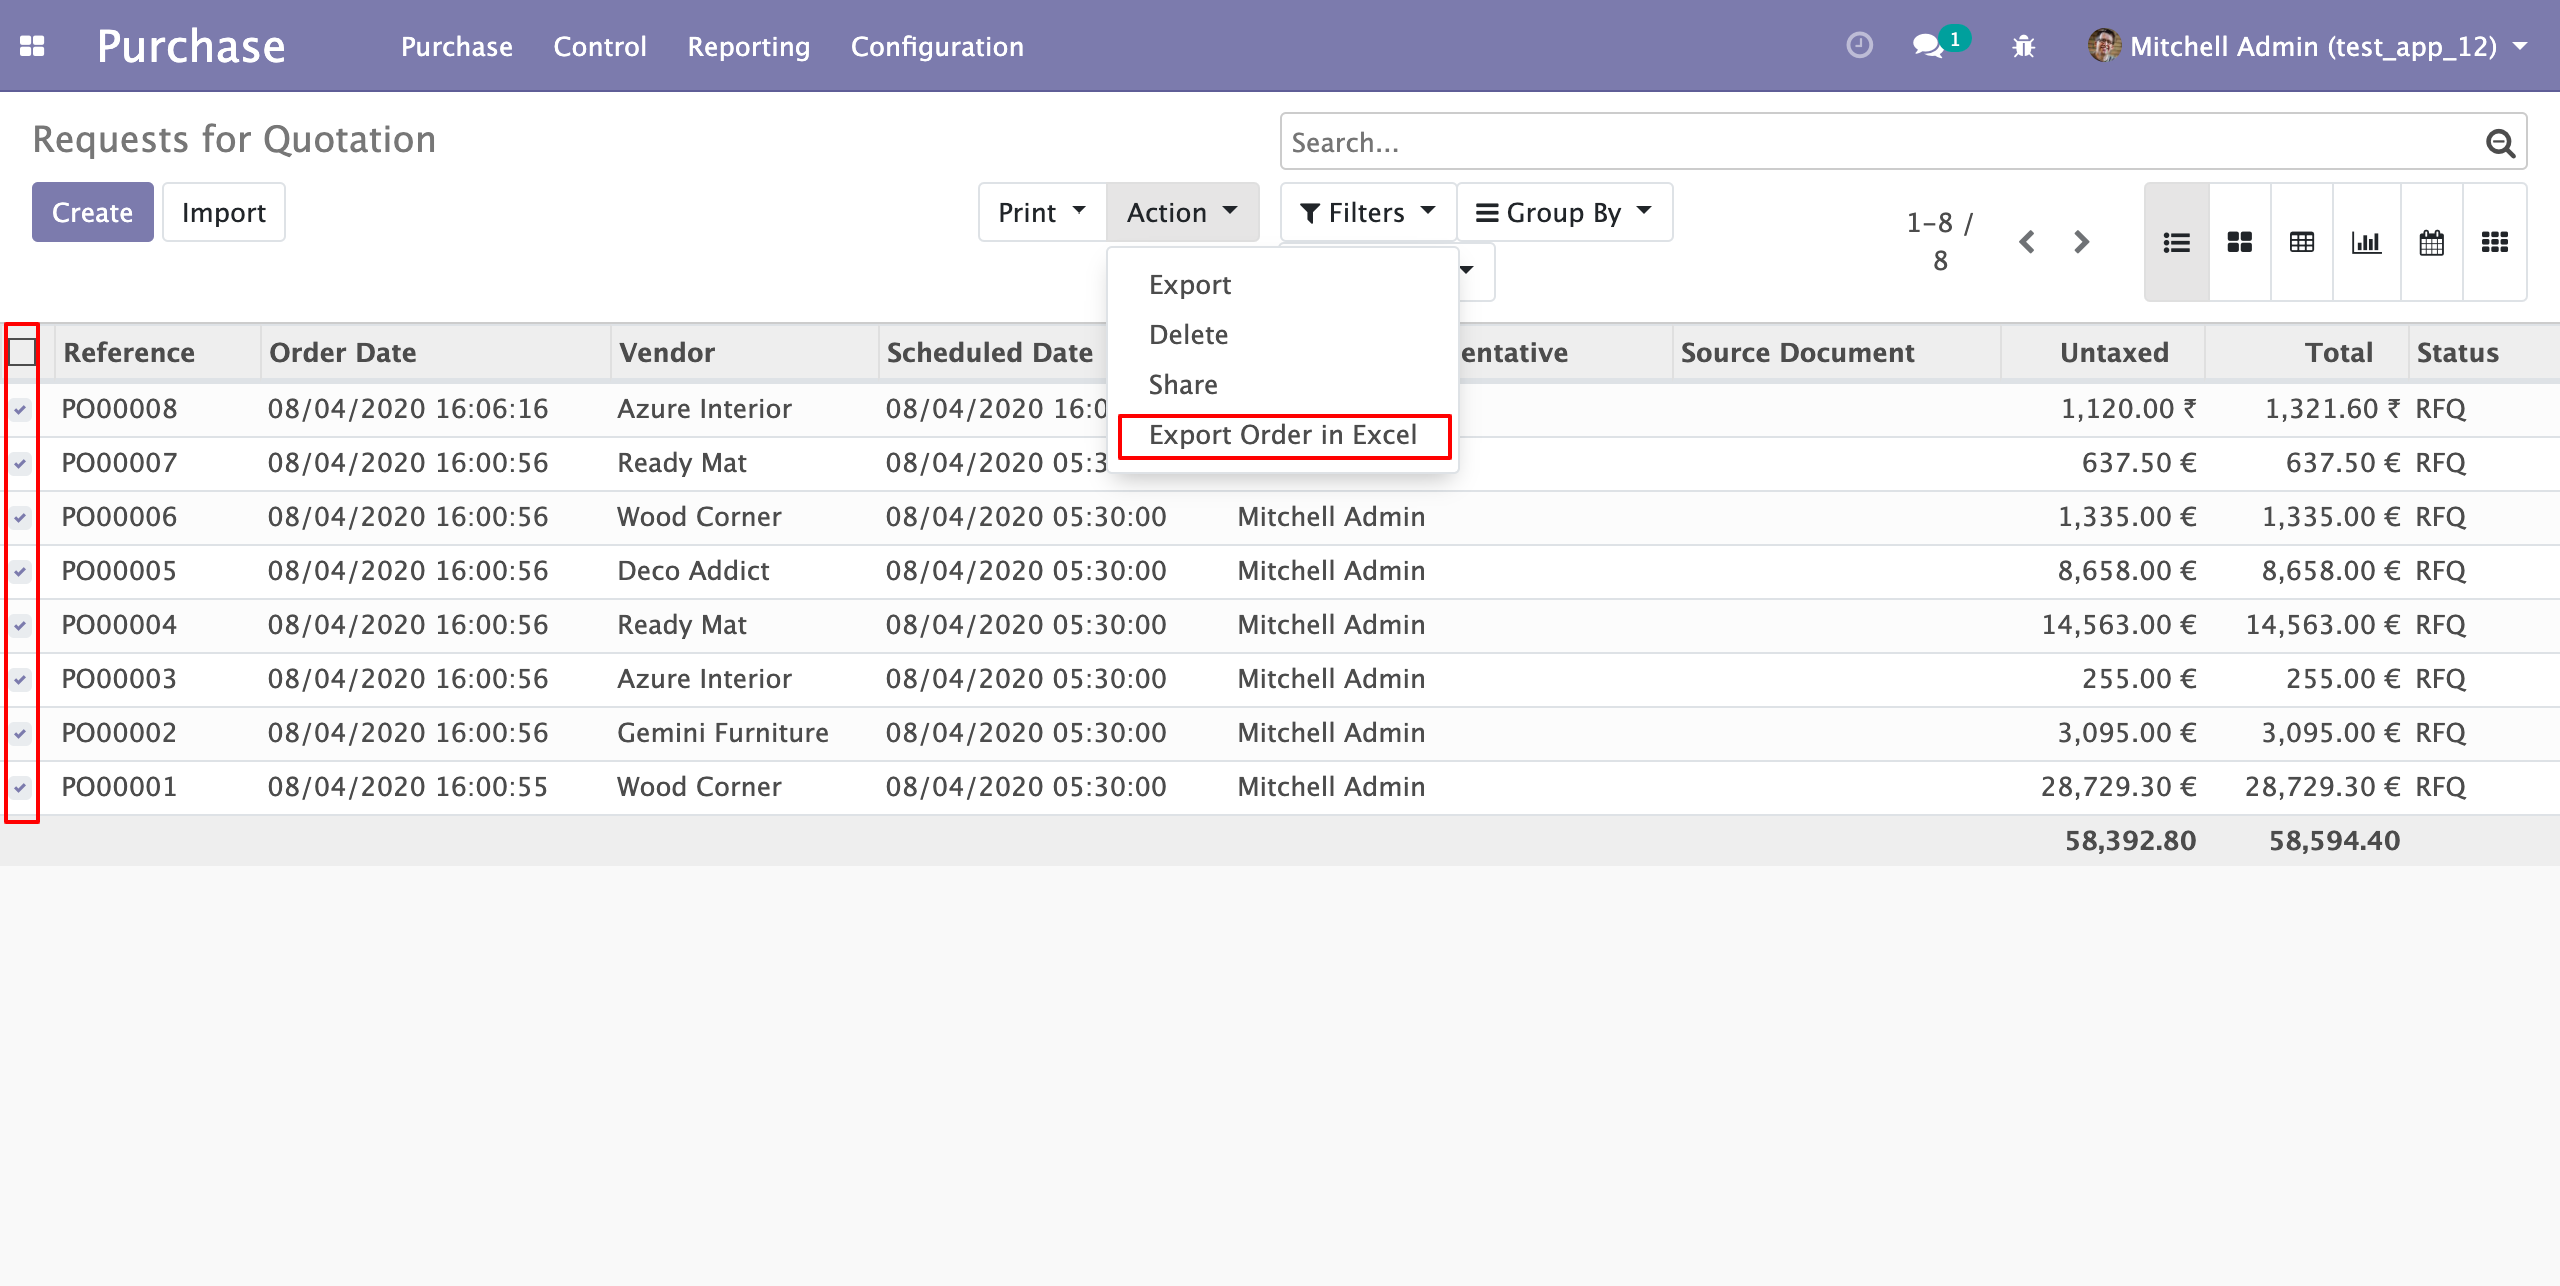 Purchase Purchase Control Reporting Configuration 1 Mitchell Admin (test_app_12)
Requests for Quotation Search...
Create Import Print Action Filters Group By 1-8 / 8
Export
Delete
Share
Export Order in Excel
Reference Order Date Vendor Scheduled Date entative Source Document Untaxed Total Status
PO00008 08/04/2020 16:06:16 Azure Interior 08/04/2020 16:0 1,120.00 ₹ 1,321.60 ₹ RFQ
PO00007 08/04/2020 16:00:56 Ready Mat 08/04/2020 05:3 637.50 € 637.50 € RFQ
PO00006 08/04/2020 16:00:56 Wood Corner 08/04/2020 05:30:00 Mitchell Admin 1,335.00 € 1,335.00 € RFQ
PO00005 08/04/2020 16:00:56 Deco Addict 08/04/2020 05:30:00 Mitchell Admin 8,658.00 € 8,658.00 € RFQ
PO00004 08/04/2020 16:00:56 Ready Mat 08/04/2020 05:30:00 Mitchell Admin 14,563.00 € 14,563.00 € RFQ
PO00003 08/04/2020 16:00:56 Azure Interior 08/04/2020 05:30:00 Mitchell Admin 255.00 € 255.00 € RFQ
PO00002 08/04/2020 16:00:56 Gemini Furniture 08/04/2020 05:30:00 Mitchell Admin 3,095.00 € 3,095.00 € RFQ
PO00001 08/04/2020 16:00:55 Wood Corner 08/04/2020 05:30:00 Mitchell Admin 28,729.30 € 28,729.30 € RFQ
58,392.80 58,594.40